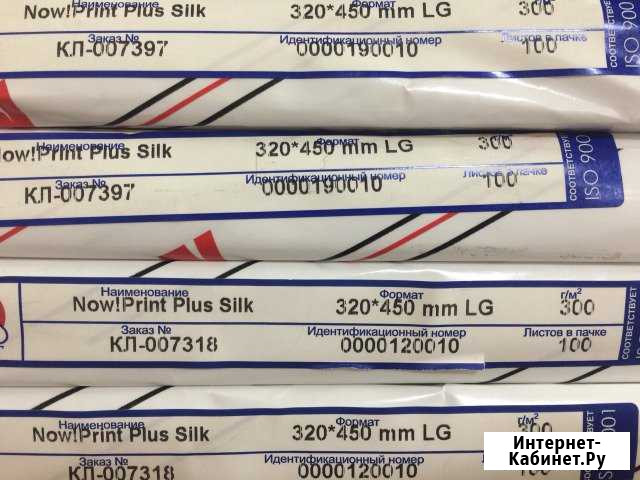 Наименование Формат
Now!Print Plus Silk 320*450 mm LG 300
Заказ № Идентификационный номер Листов в пачке
КЛ-007397 0000190010 100
СООТВЕТСТВУЕТ
ISO 900
Наименование Формат
Now!Print Plus Silk 320*450 mm LG 300
Заказ № Идентификационный номер Листов в пачке
КЛ-007397 0000190010 100
СООТВЕТСТВУЕТ
ISO 900
Наименование Формат г/м²
Now!Print Plus Silk 320*450 mm LG 300
Заказ № Идентификационный номер Листов в пачке
КЛ-007318 0000120010 100
СООТВЕТСТВУЕТ
Наименование Формат г/м²
Now!Print Plus Silk 320*450 mm LG 300
Заказ № Идентификационный номер
КЛ-007318 0000120010
Интернет-
Кабинет.Ру